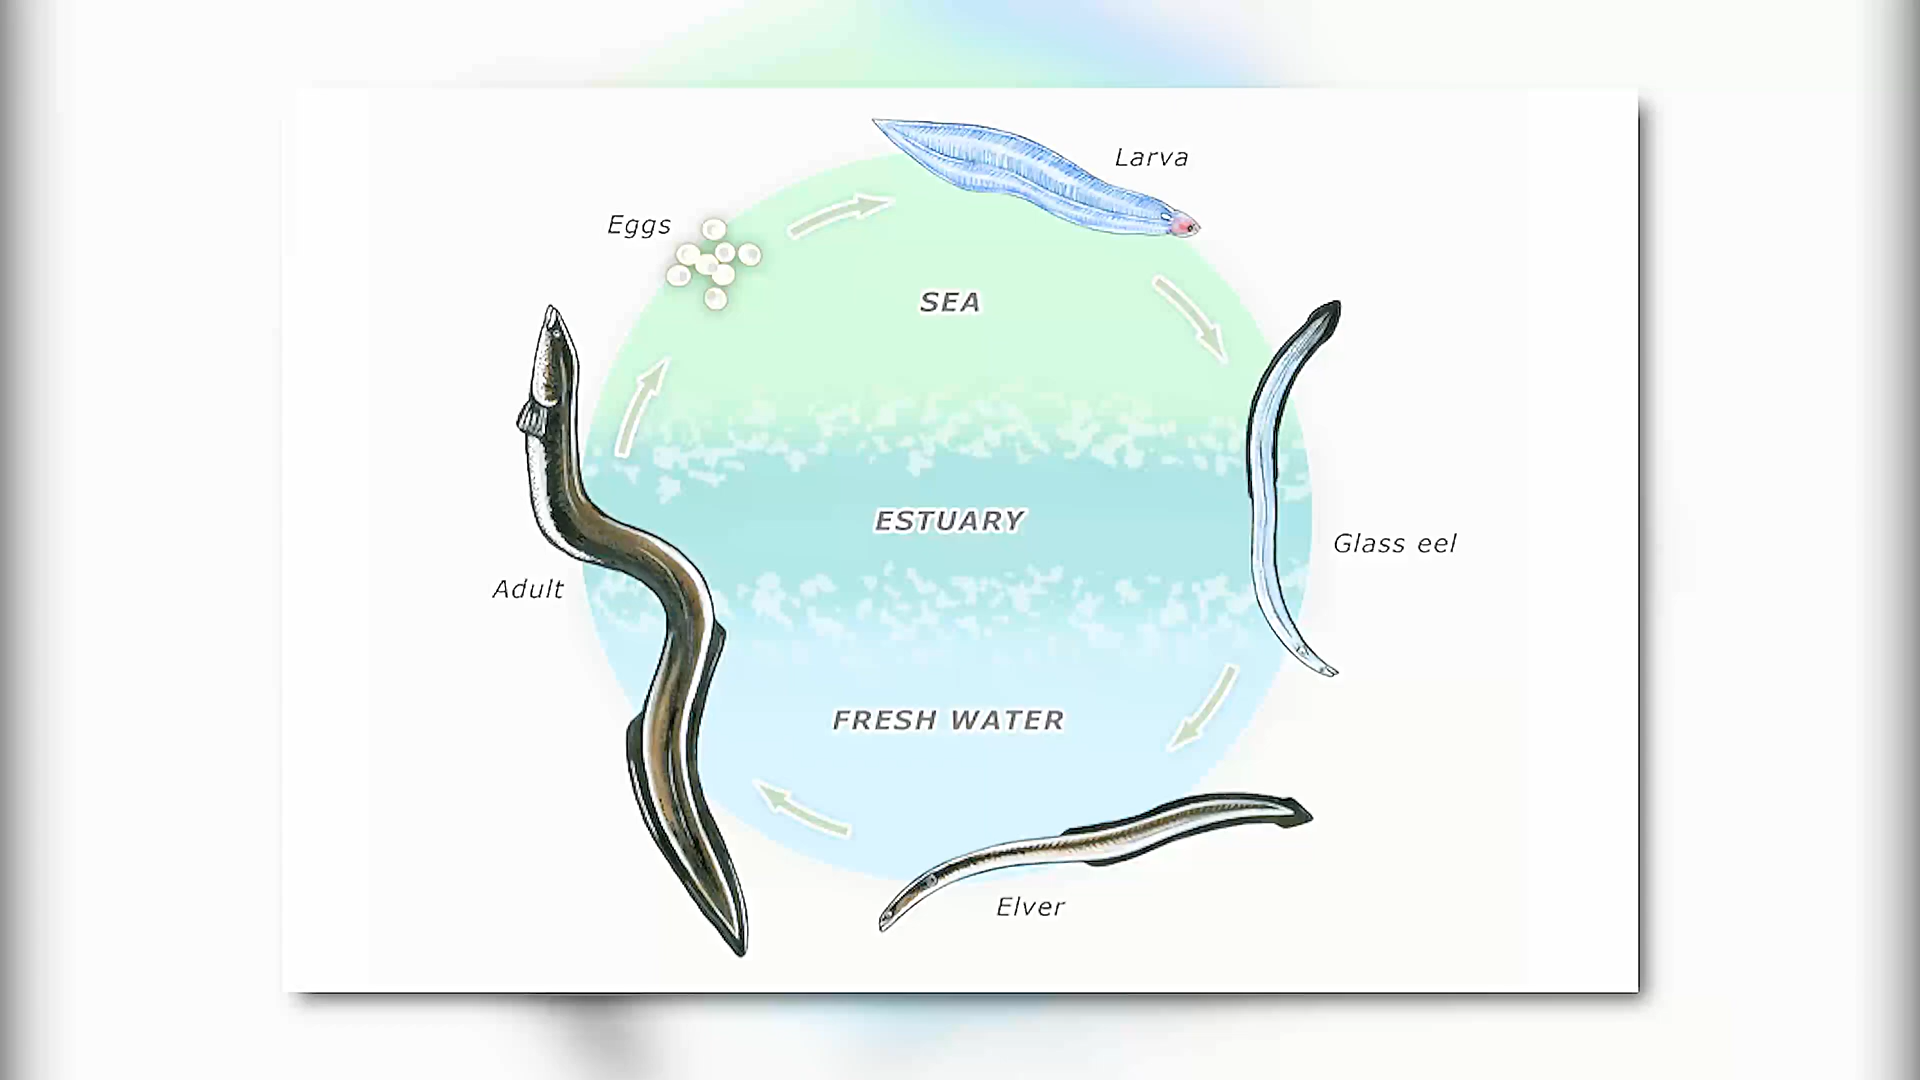 Larva
Eggs
SEA
ESTUARY
Glass eel
Adult
FRESH WATER
Elver